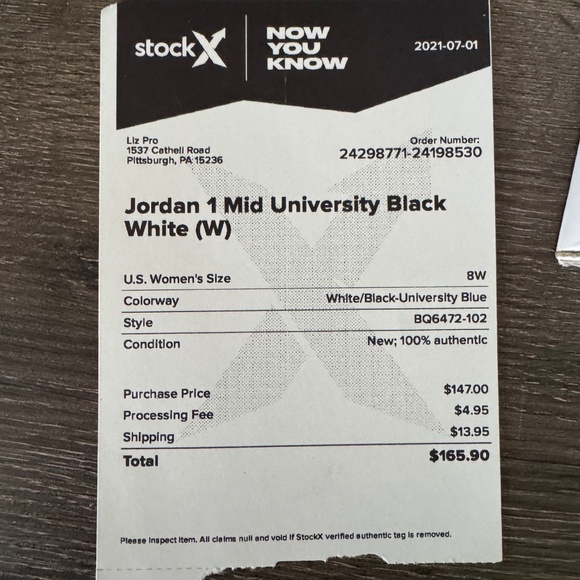 stockX
NOW
YOU
KNOW
2021-07-01
Liz Pro
1537 Cathell Road
Pittsburgh, PA 15236
Order Number:
24298771-24198530
Jordan 1 Mid University Black
White (W)
U.S. Women's Size 8W
Colorway White/Black-University Blue
Style BQ6472-102
Condition New; 100% authentic
Purchase Price $147.00
Processing Fee $4.95
Shipping $13.95
Total $165.90
Please inspect item. All claims null and void if StockX verified authentic tag is removed.